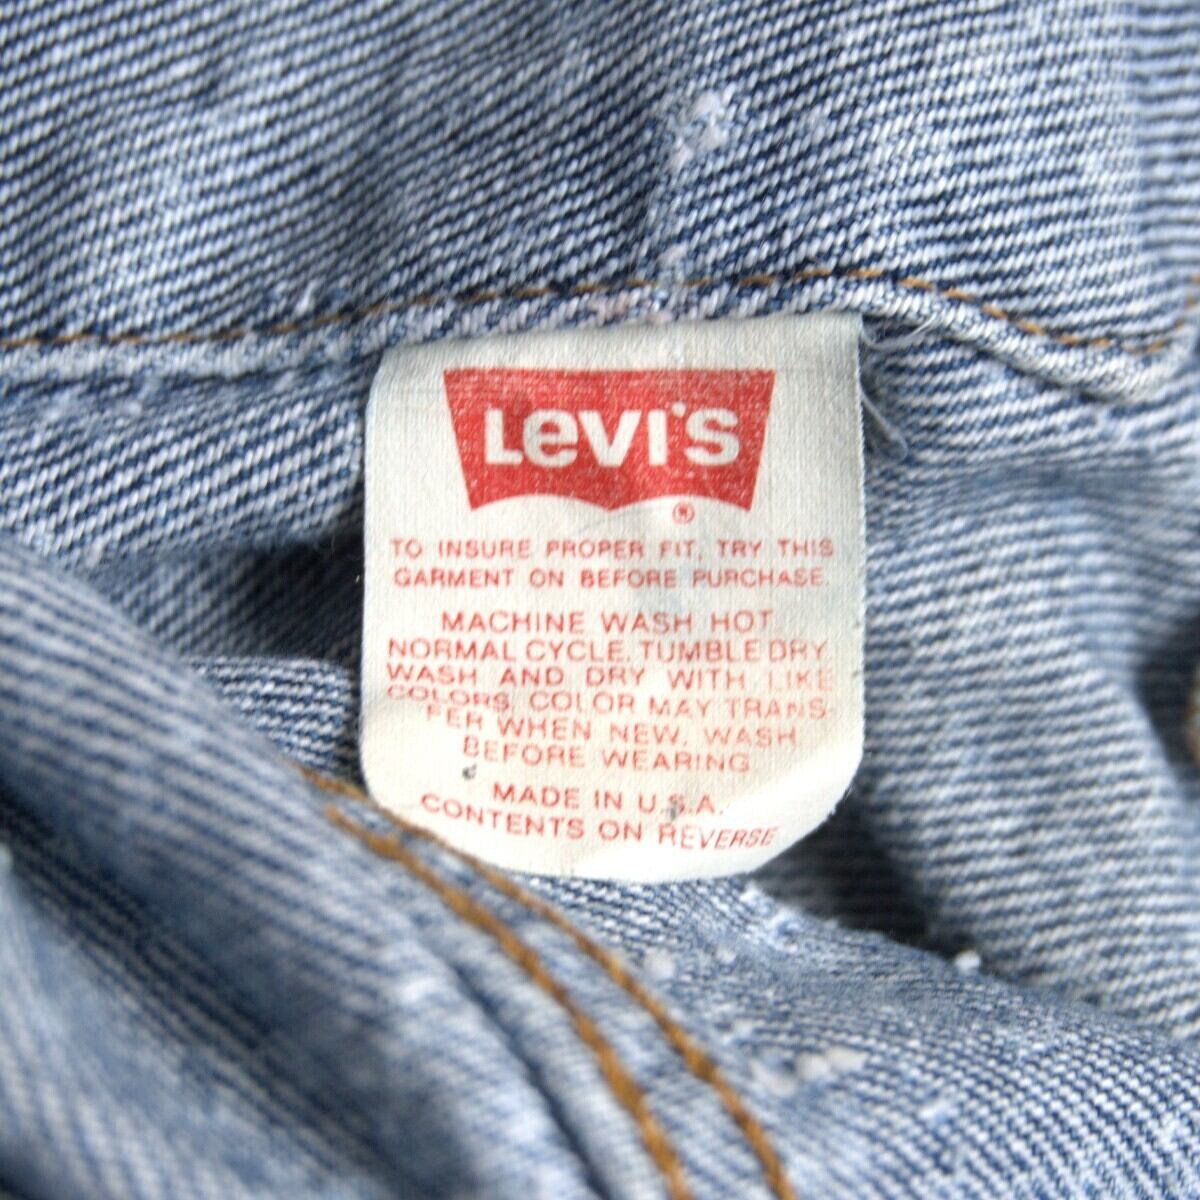 LEVI'S
®
TO INSURE PROPER FIT, TRY THIS
GARMENT ON BEFORE PURCHASE.
MACHINE WASH HOT
NORMAL CYCLE. TUMBLE DRY
WASH AND DRY WITH LIKE
COLORS. COLOR MAY TRANS-
FER WHEN NEW. WASH
BEFORE WEARING.
MADE IN U.S.A.
CONTENTS ON REVERSE